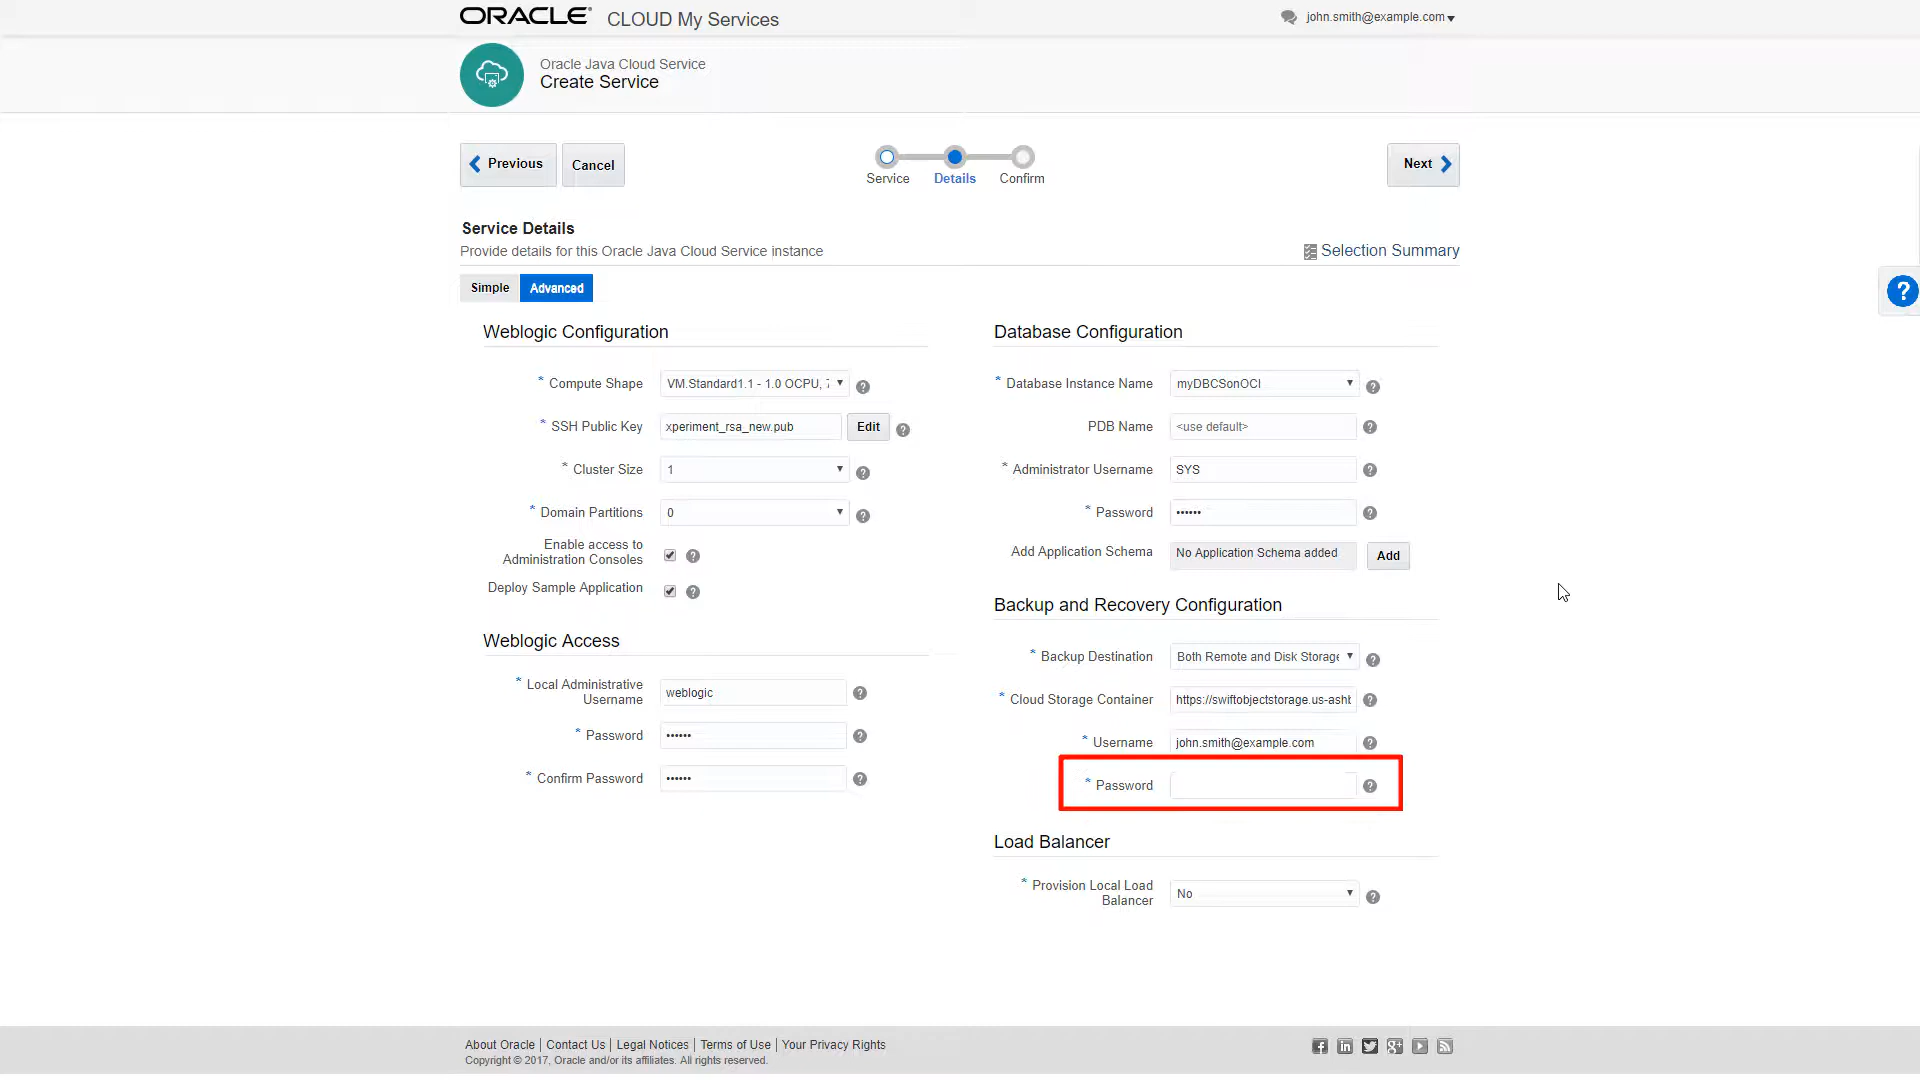 ORACLE® CLOUD My Services
john.smith@example.com
Oracle Java Cloud Service
Create Service
Previous
Cancel
Service
Details
Confirm
Next
Service Details
Provide details for this Oracle Java Cloud Service instance
Selection Summary
Simple
Advanced
Weblogic Configuration
* Compute Shape VM.Standard1.1 - 1.0 OCPU, 7 ?
* SSH Public Key xperiment_rsa_new.pub Edit ?
* Cluster Size 1 ?
* Domain Partitions 0 ?
Enable access to
Administration Consoles ?
Deploy Sample Application ?
Weblogic Access
* Local Administrative
Username weblogic ?
* Password •••••• ?
* Confirm Password •••••• ?
Database Configuration
* Database Instance Name myDBCSonOCI ?
PDB Name <use default> ?
* Administrator Username SYS ?
* Password •••••• ?
Add Application Schema No Application Schema added Add
Backup and Recovery Configuration
* Backup Destination Both Remote and Disk Storage ?
* Cloud Storage Container https://swiftobjectstorage.us-ashb ?
* Username john.smith@example.com ?
* Password ?
Load Balancer
* Provision Local Load
Balancer No ?
?
About Oracle | Contact Us | Legal Notices | Terms of Use | Your Privacy Rights
Copyright © 2017, Oracle and/or its affiliates. All rights reserved.